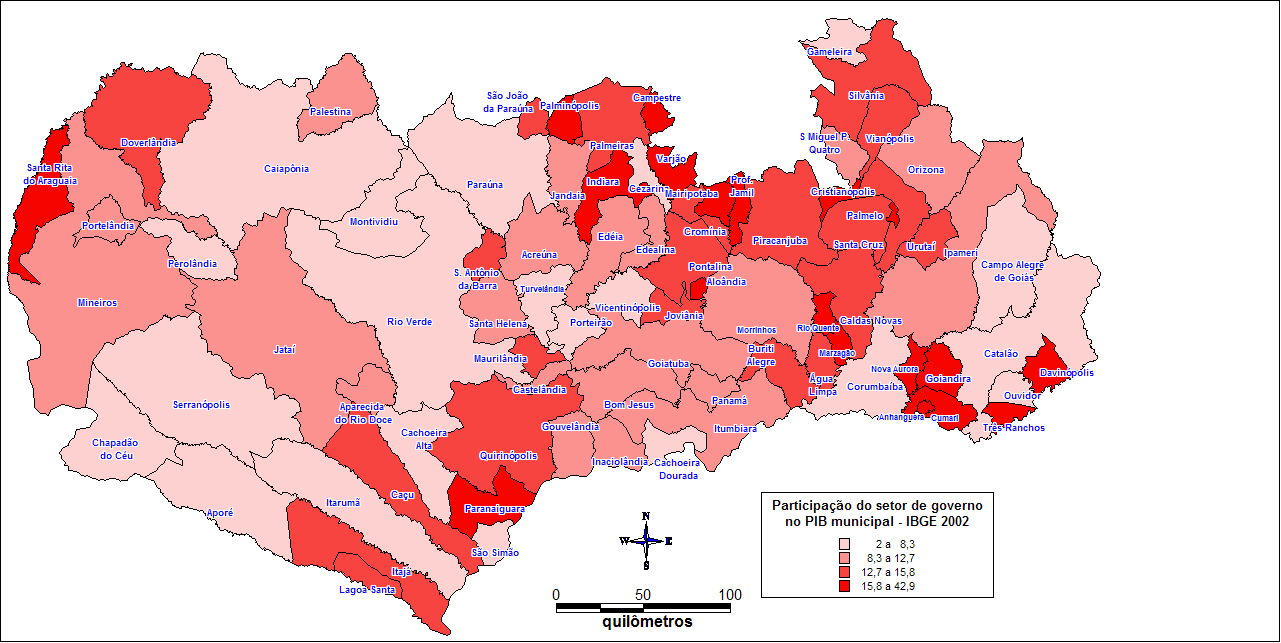 Gameleira
São João
da Paraúna
Palminópolis
Campestre
Silvânia
Palestina
Doverlândia
S Miguel P.
Quatro
Vianópolis
Palmeiras
Varjão
Caiapônia
Santa Rita
do Araguaia
Orizona
Paraúna
Jandaia
Indiara
Cezarina
Mairipotaba
Prof.
Jamil
Cristianópolis
Portelândia
Montividiu
Palmelo
Edéia
Cromínia
Piracanjuba
Santa Cruz
Urutaí
Ipameri
Edealina
Acreúna
Perolândia
Pontalina
Campo Alegre
de Goiás
S. Antônio
da Barra
Turvelândia
Aloândia
Mineiros
Vicentinópolis
Joviânia
Rio Verde
Santa Helena
Porteirão
Morrinhos
Rio Quente
Caldas Novas
Jataí
Maurilândia
Goiatuba
Buriti
Alegre
Marzagão
Catalão
Nova Aurora
Goiandira
Davinópolis
Água
Limpa
Corumbaíba
Castelândia
Ouvidor
Serranópolis
Aparecida
do Rio Doce
Bom Jesus
Panamá
Anhanguera
Cumari
Três Ranchos
Cachoeira
Alta
Gouvelândia
Itumbiara
Chapadão
do Céu
Quirinópolis
Inaciolândia
Cachoeira
Dourada
Itarumã
Caçu
Aporé
Paranaiguara
São Simão
Itajá
Lagoa Santa
N
W
E
S
0
50
100
quilômetros
Participação do setor de governo
no PIB municipal - IBGE 2002
2 a 8,3
8,3 a 12,7
12,7 a 15,8
15,8 a 42,9